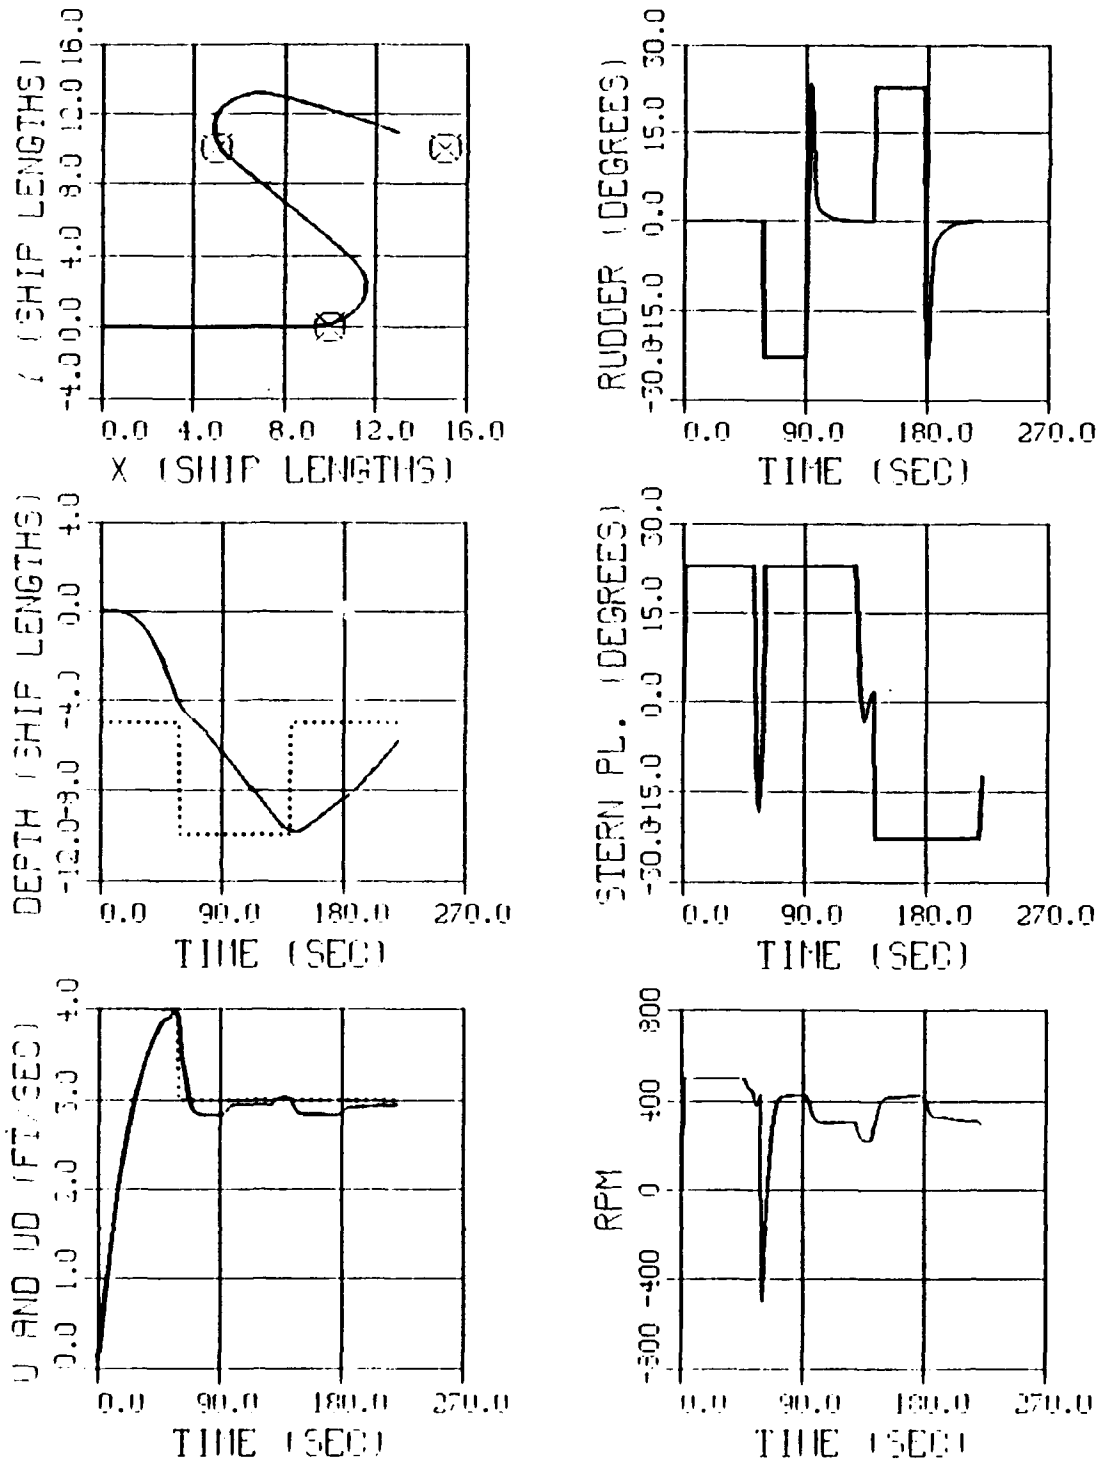 (SHIP LENGTHS)
16.0
12.0
8.0
4.0
0.0
-4.0
0.0 4.0 8.0 12.0 16.0
X (SHIP LENGTHS)
RUDDER (DEGREES)
30.0
15.0
0.0
-15.0
-30.0
0.0 90.0 180.0 270.0
TIME (SEC)
DEPTH (SHIP LENGTHS)
4.0
0.0
-4.0
-8.0
-12.0
0.0 90.0 180.0 270.0
TIME (SEC)
STERN PL. (DEGREES)
30.0
15.0
0.0
-15.0
-30.0
0.0 90.0 180.0 270.0
TIME (SEC)
U AND UD (FT/SEC)
4.0
3.0
2.0
1.0
0.0
0.0 90.0 180.0 270.0
TIME (SEC)
RPM
800
400
0
-400
-800
0.0 90.0 180.0 270.0
TIME (SEC)